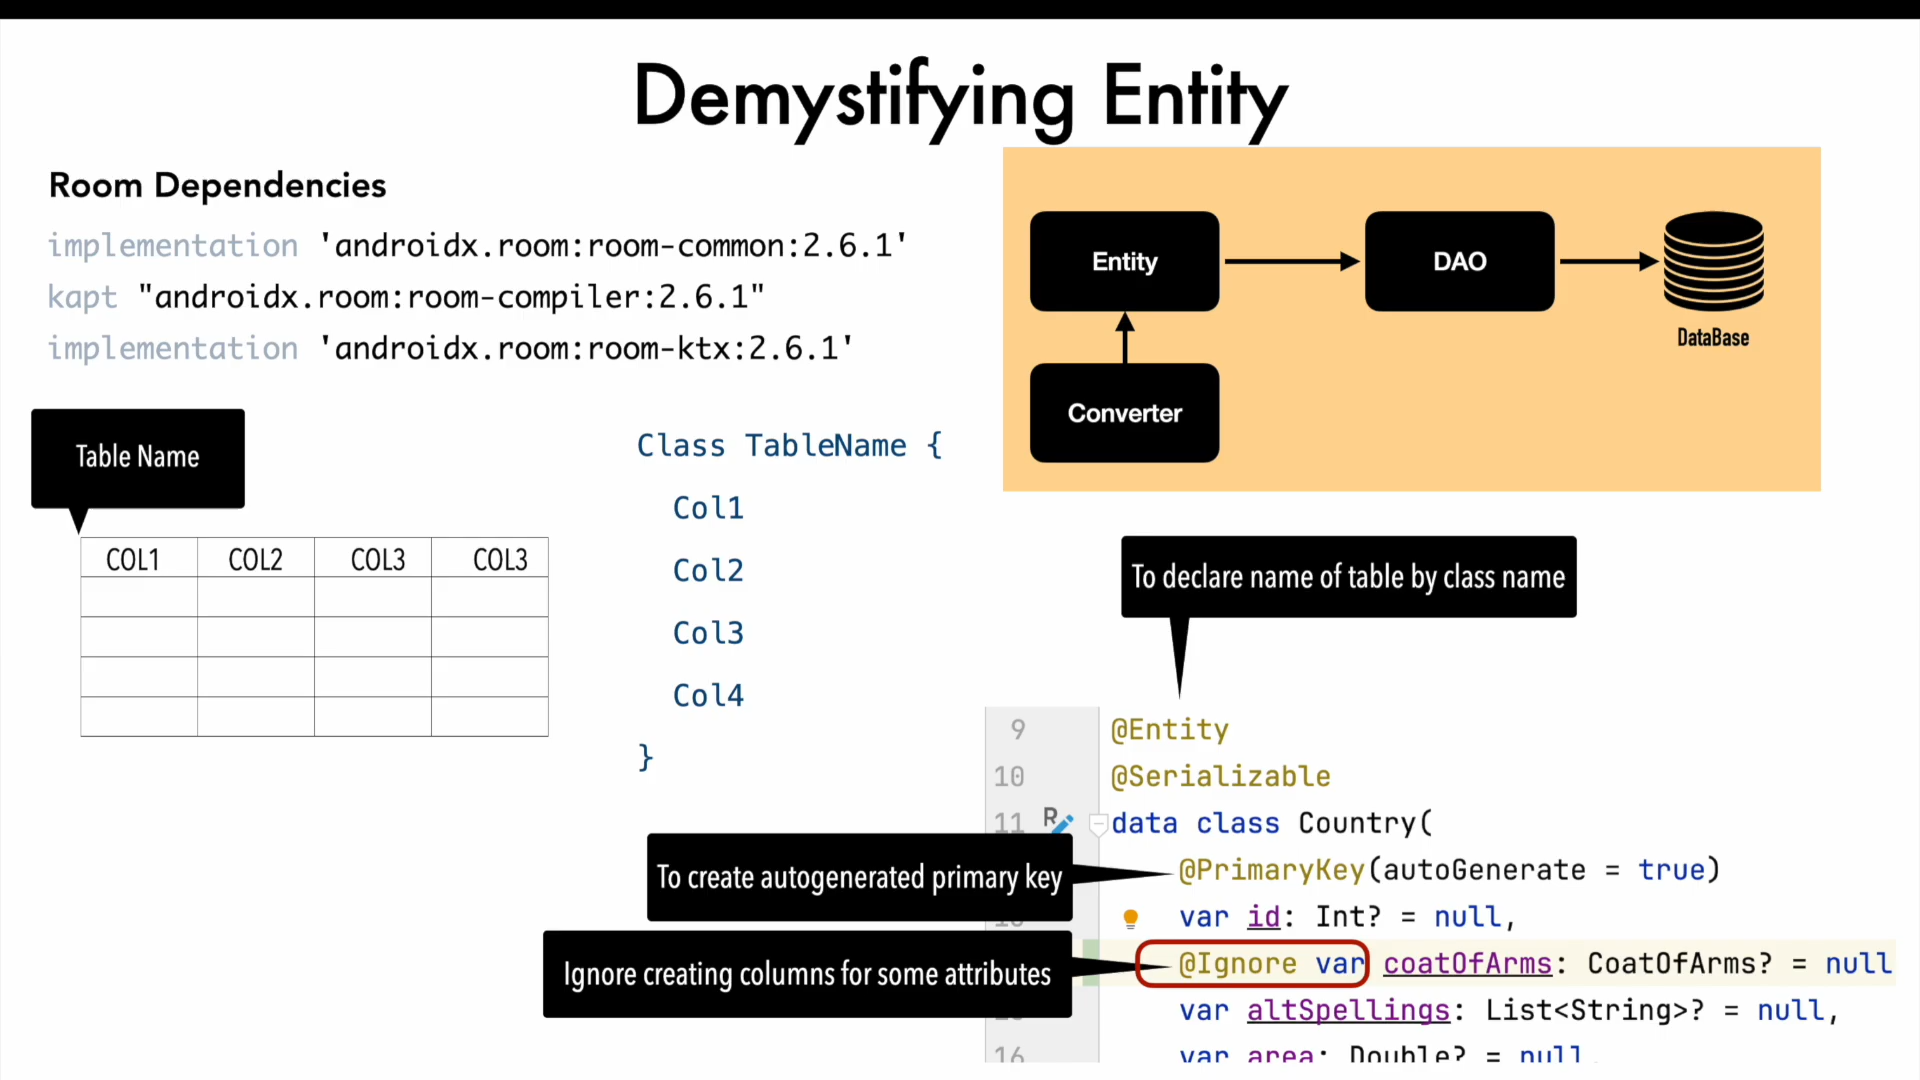 Demystifying Entity
Room Dependencies
implementation 'androidx.room:room-common:2.6.1'
kapt "androidx.room:room-compiler:2.6.1"
implementation 'androidx.room:room-ktx:2.6.1'
Entity
DAO
DataBase
Converter
Table Name
COL1 COL2 COL3 COL3
Class TableName {
Col1
Col2
Col3
Col4
}
To declare name of table by class name
9 @Entity
10 @Serializable
11 data class Country(
To create autogenerated primary key
@PrimaryKey(autoGenerate = true)
var id: Int? = null,
Ignore creating columns for some attributes
@Ignore var coatOfArms: CoatOfArms? = null
var altSpellings: List<String>? = null,
16 var area: Double? = null,